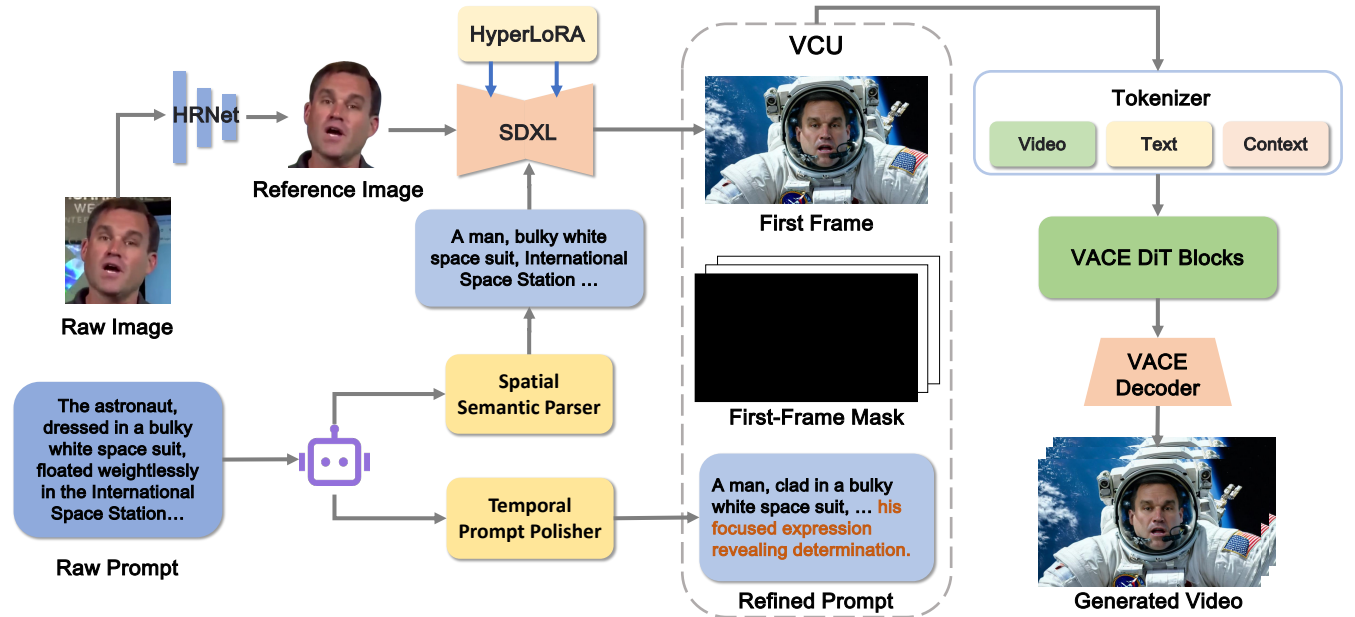 HyperLoRA
VCU
HRNet
SDXL
Tokenizer
Video
Text
Context
Reference Image
WE
First Frame
A man, bulky white
space suit, International
Space Station ...
VACE DiT Blocks
Raw Image
Spatial
Semantic Parser
First-Frame Mask
VACE
Decoder
The astronaut,
dressed in a bulky
white space suit,
floated weightlessly
in the International
Space Station...
Temporal
Prompt Polisher
A man, clad in a bulky
white space suit, ... his
focused expression
revealing determination.
Raw Prompt
Refined Prompt
Generated Video